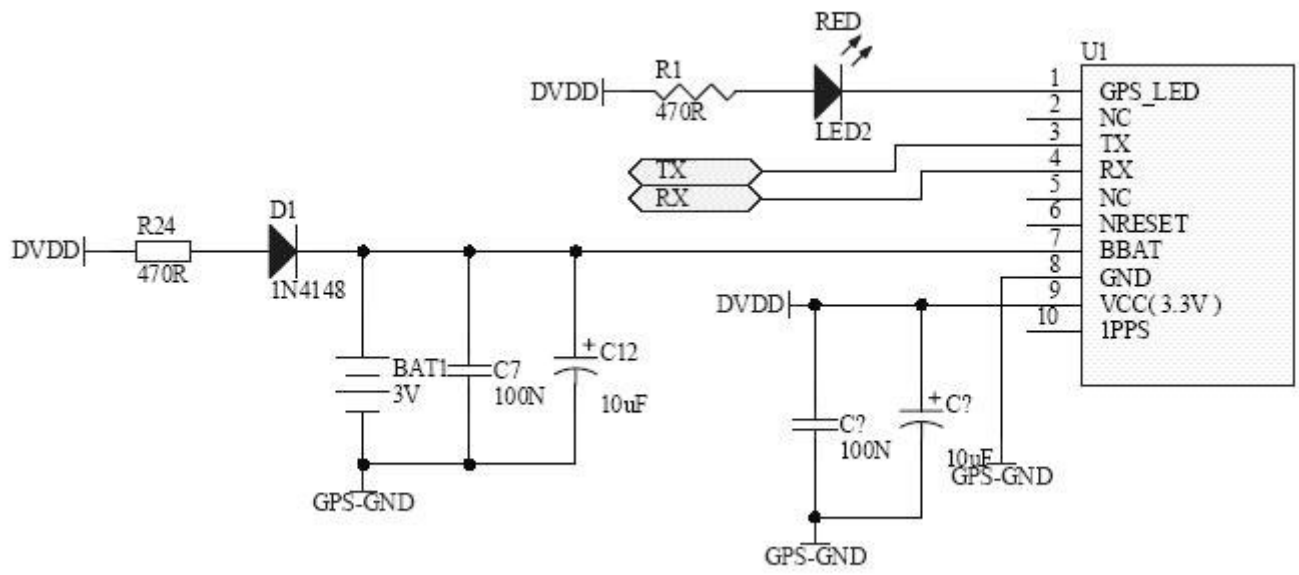 RED
U1
R1
DVDD
470R
LED2
1 GPS_LED
2 NC
3 TX
4 RX
5 NC
6 NRESET
7 BBAT
8 GND
9 VCC(3.3V)
10 1PPS
TX
RX
D1
R24
DVDD
470R
1N4148
DVDD
BAT1
3V
C7
100N
+ C12
10uF
C?
100N
+ C?
10uF
GPS-GND
GPS-GND
GPS-GND